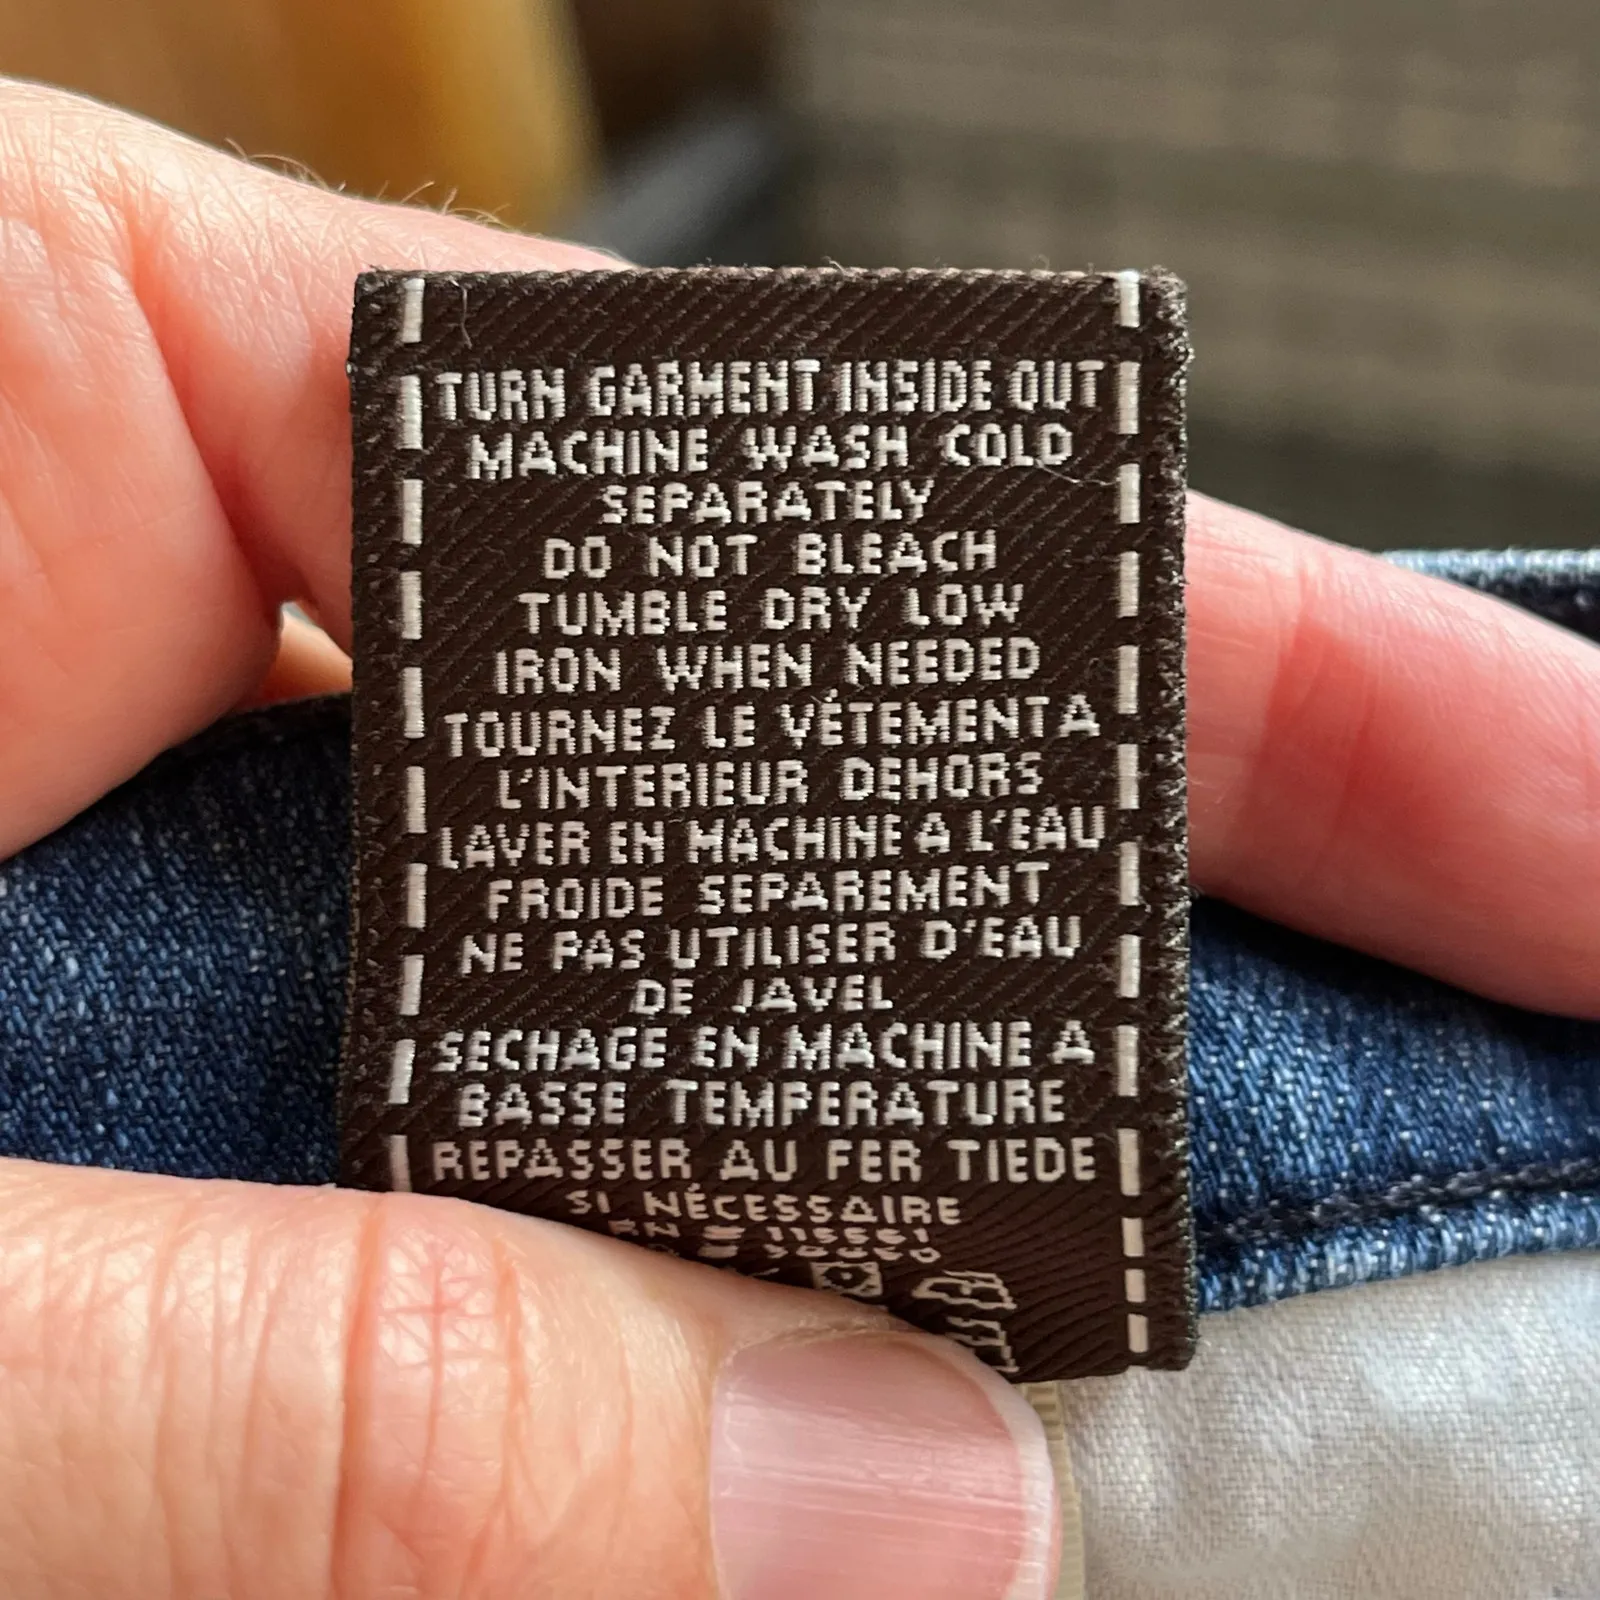 TURN GARMENT INSIDE OUT
MACHINE WASH COLD
SEPARATELY
DO NOT BLEACH
TUMBLE DRY LOW
IRON WHEN NEEDED
TOURNEZ LE VÉTEMENT A
L'INTERIEUR DEHORS
LAVER EN MACHINE A L'EAU
FROIDE SEPAREMENT
NE PAS UTILISER D'EAU
DE JAVEL
SECHAGE EN MACHINE A
BASSE TEMPERATURE
REPASSER AU FER TIEDE
SI NÉCESSAIRE